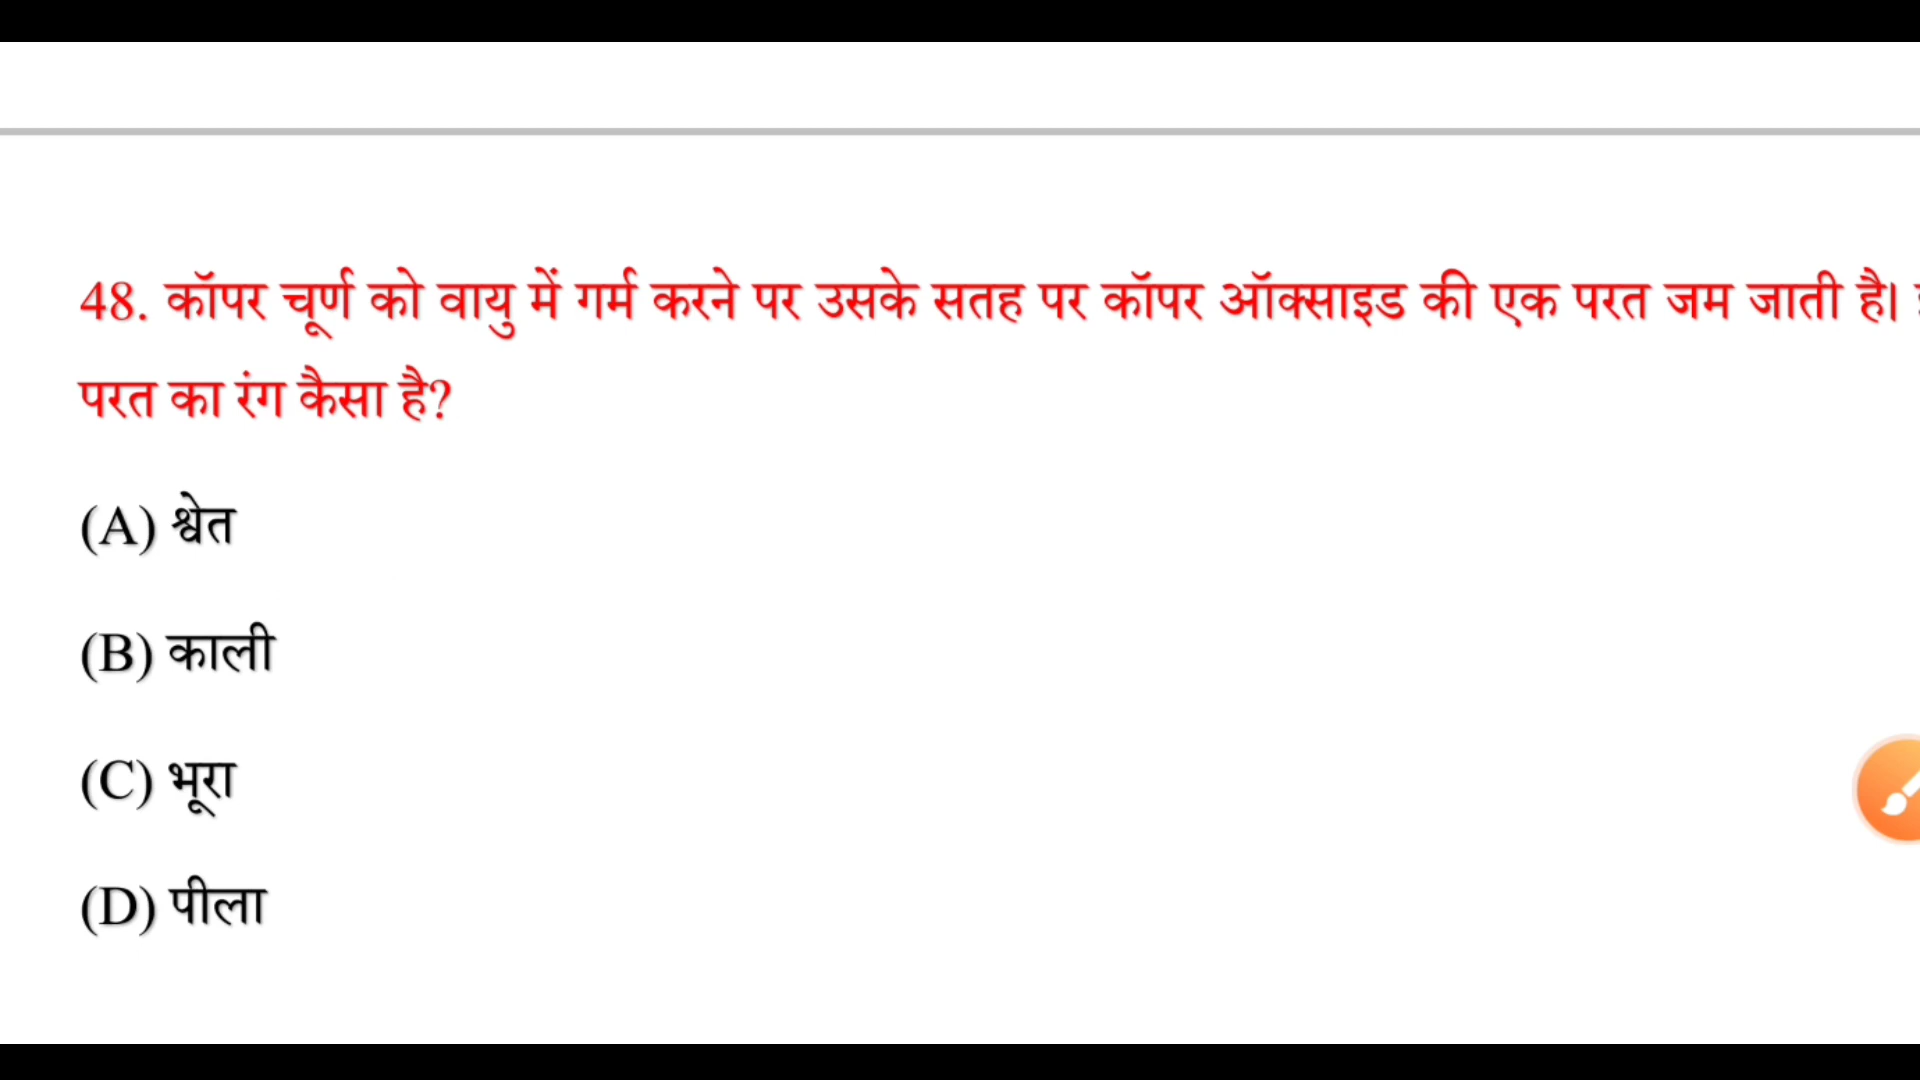 48. कॉपर चूर्ण को वायु में गर्म करने पर उसके सतह पर कॉपर ऑक्साइड की एक परत जम जाती है।
परत का रंग कैसा है?
(A) श्वेत
(B) काली
(C) भूरा
(D) पीला